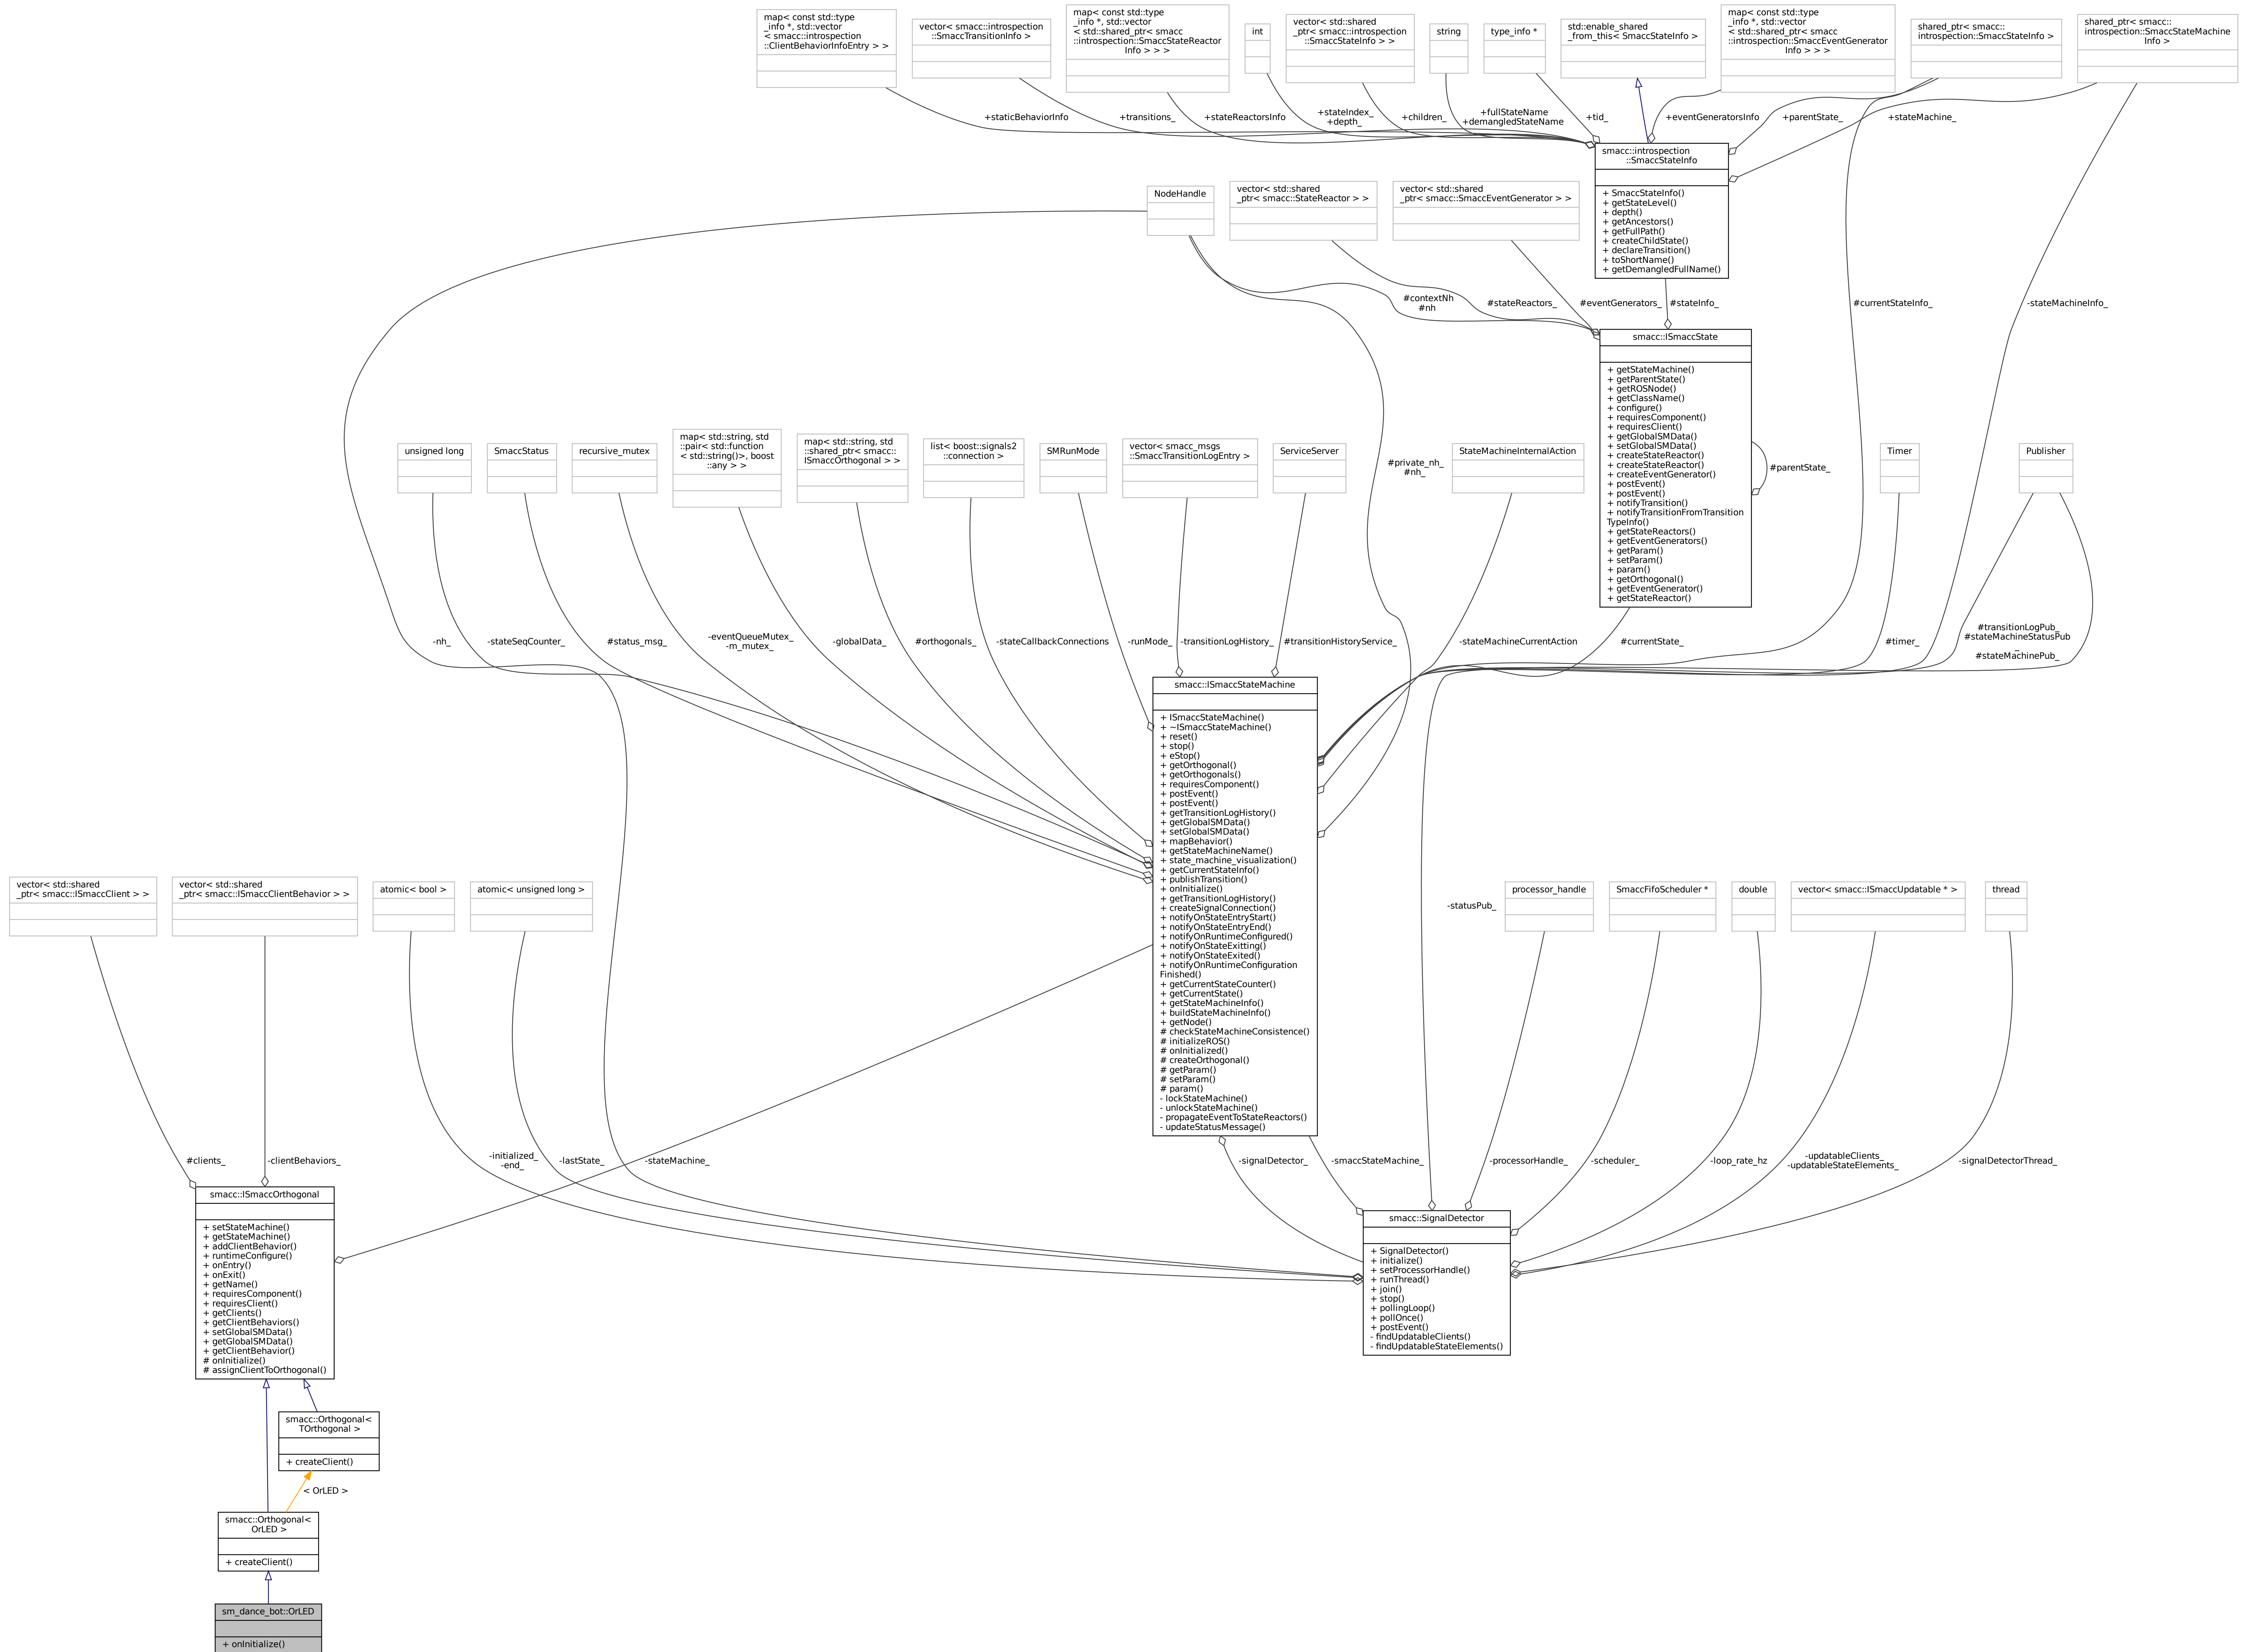 map< const std::type
_info *, std::vector
< smacc::introspection
::ClientBehaviorInfoEntry > >
vector< smacc::introspection
::SmaccTransitionInfo >
map< const std::type
_info *, std::vector
< std::shared_ptr< smacc
::introspection::SmaccStateReactor
Info > > >
int
vector< std::shared
_ptr< smacc::introspection
::SmaccStateInfo > >
string
type_info *
std::enable_shared
_from_this< SmaccStateInfo >
map< const std::type
_info *, std::vector
< std::shared_ptr< smacc
::introspection::SmaccEventGenerator
Info > > >
shared_ptr< smacc::
introspection::SmaccStateInfo >
shared_ptr< smacc::
introspection::SmaccStateMachine
Info >
+staticBehaviorInfo
+transitions_
+stateReactorsInfo
+stateIndex_
+depth_
+children_
+fullStateName
+demangledStateName
+tid_
+eventGeneratorsInfo
+parentState_
+stateMachine_
smacc::introspection
::SmaccStateInfo
+ SmaccStateInfo()
+ getStateLevel()
+ depth()
+ getAncestors()
+ getFullPath()
+ createChildState()
+ declareTransition()
+ toShortName()
+ getDemangledFullName()
NodeHandle
vector< std::shared
_ptr< smacc::StateReactor > >
vector< std::shared
_ptr< smacc::SmaccEventGenerator > >
#contextNh
#nh
#stateReactors_
#eventGenerators_
#stateInfo_
#currentStateInfo_
-stateMachineInfo_
smacc::ISmaccState
+ getStateMachine()
+ getParentState()
+ getROSNode()
+ getClassName()
+ configure()
+ requiresComponent()
+ requiresClient()
+ getGlobalSMData()
+ setGlobalSMData()
+ createStateReactor()
+ createStateReactor()
+ createEventGenerator()
+ postEvent()
+ postEvent()
+ notifyTransition()
+ notifyTransitionFromTransition
TypeInfo()
+ getStateReactors()
+ getEventGenerators()
+ getParam()
+ setParam()
+ param()
+ getOrthogonal()
+ getEventGenerator()
+ getStateReactor()
#parentState_
unsigned long
SmaccStatus
recursive_mutex
map< std::string, std
::pair< std::function
< std::string()>, boost
::any > >
map< std::string, std
::shared_ptr< smacc::
ISmaccOrthogonal > >
list< boost::signals2
::connection >
SMRunMode
vector< smacc_msgs
::SmaccTransitionLogEntry >
ServiceServer
#private_nh_
#nh_
StateMachineInternalAction
Timer
Publisher
-nh_
-stateSeqCounter_
#status_msg_
-eventQueueMutex_
-m_mutex_
-globalData_
#orthogonals_
-stateCallbackConnections
-runMode_
-transitionLogHistory_
#transitionHistoryService_
-stateMachineCurrentAction
#currentState_
#timer_
#transitionLogPub_
#stateMachineStatusPub
_
#stateMachinePub_
smacc::ISmaccStateMachine
+ ISmaccStateMachine()
+ ~ISmaccStateMachine()
+ reset()
+ stop()
+ eStop()
+ getOrthogonal()
+ getOrthogonals()
+ requiresComponent()
+ postEvent()
+ postEvent()
+ getTransitionLogHistory()
+ getGlobalSMData()
+ setGlobalSMData()
+ mapBehavior()
+ getStateMachineName()
+ state_machine_visualization()
+ getCurrentStateInfo()
+ publishTransition()
+ onInitialize()
+ getTransitionLogHistory()
+ createSignalConnection()
+ notifyOnStateEntryStart()
+ notifyOnStateEntryEnd()
+ notifyOnRuntimeConfigured()
+ notifyOnStateExitting()
+ notifyOnStateExited()
+ notifyOnRuntimeConfiguration
Finished()
+ getCurrentStateCounter()
+ getCurrentState()
+ getStateMachineInfo()
+ buildStateMachineInfo()
+ getNode()
# checkStateMachineConsistence()
# initializeROS()
# onInitialized()
# createOrthogonal()
# getParam()
# setParam()
# param()
- lockStateMachine()
- unlockStateMachine()
- propagateEventToStateReactors()
- updateStatusMessage()
vector< std::shared
_ptr< smacc::ISmaccClient > >
vector< std::shared
_ptr< smacc::ISmaccClientBehavior > >
atomic< bool >
atomic< unsigned long >
-statusPub_
processor_handle
SmaccFifoScheduler *
double
vector< smacc::ISmaccUpdatable * >
thread
#clients_
-clientBehaviors_
-initialized_
-end_
-lastState_
-stateMachine_
-signalDetector_
-smaccStateMachine_
-processorHandle_
-scheduler_
-loop_rate_hz
-updatableClients_
-updatableStateElements_
-signalDetectorThread_
smacc::ISmaccOrthogonal
+ setStateMachine()
+ getStateMachine()
+ addClientBehavior()
+ runtimeConfigure()
+ onEntry()
+ onExit()
+ getName()
+ requiresComponent()
+ requiresClient()
+ getClients()
+ getClientBehaviors()
+ setGlobalSMData()
+ getGlobalSMData()
+ getClientBehavior()
# onInitialize()
# assignClientToOrthogonal()
smacc::SignalDetector
+ SignalDetector()
+ initialize()
+ setProcessorHandle()
+ runThread()
+ join()
+ stop()
+ pollingLoop()
+ pollOnce()
+ postEvent()
- findUpdatableClients()
- findUpdatableStateElements()
smacc::Orthogonal<
TOrthogonal >
+ createClient()
< OrLED >
smacc::Orthogonal<
OrLED >
+ createClient()
sm_dance_bot::OrLED
+ onInitialize()